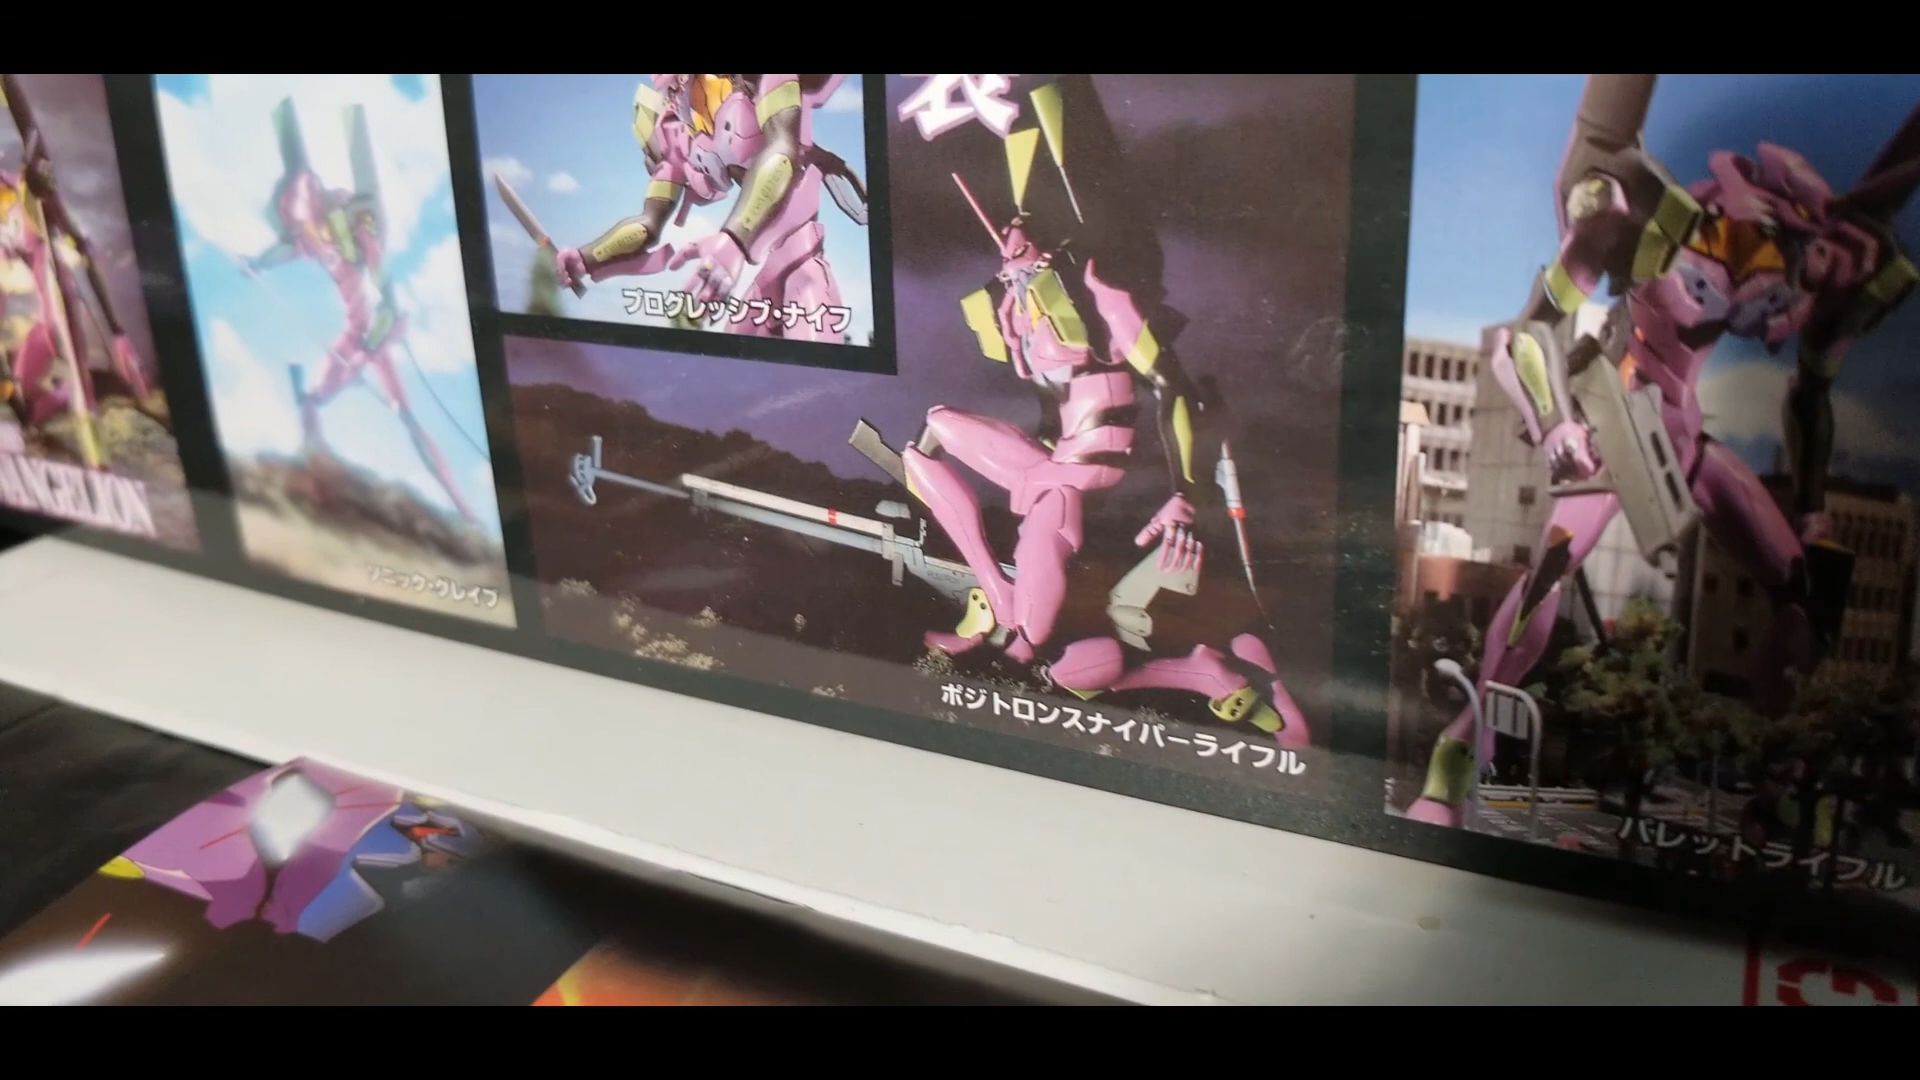 装
プログレッシブ・ナイフ
ANGELION
ソニック・グレイブ
ポジトロンスナイパーライフル
パレットライフル